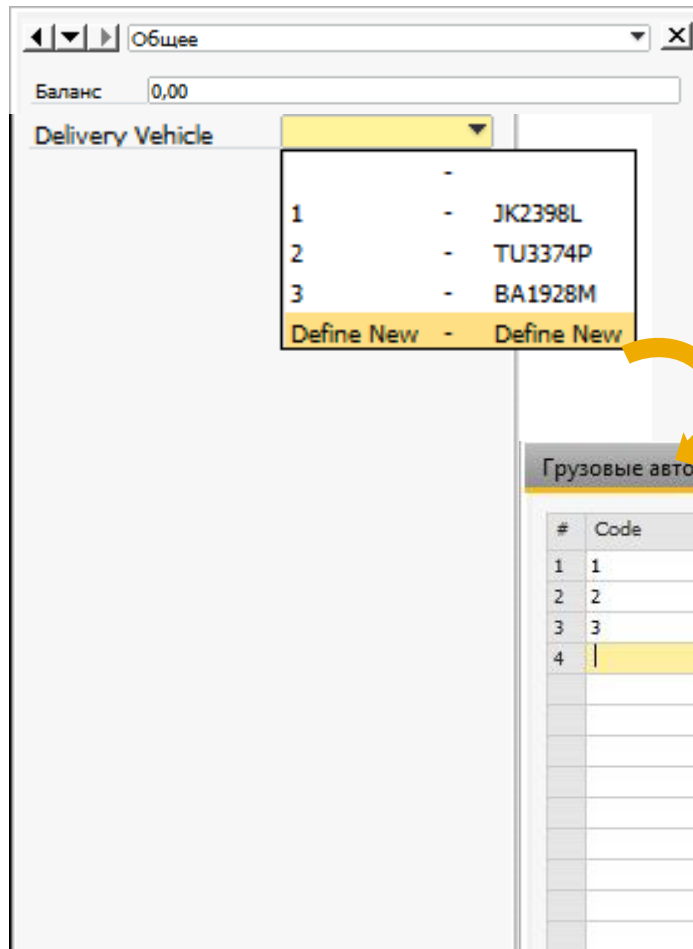 Общее
Баланс 0,00
Delivery Vehicle
-
1 - JK2398L
2 - TU3374P
3 - BA1928M
Define New - Define New
Грузовые авто
# Code
1 1
2 2
3 3
4